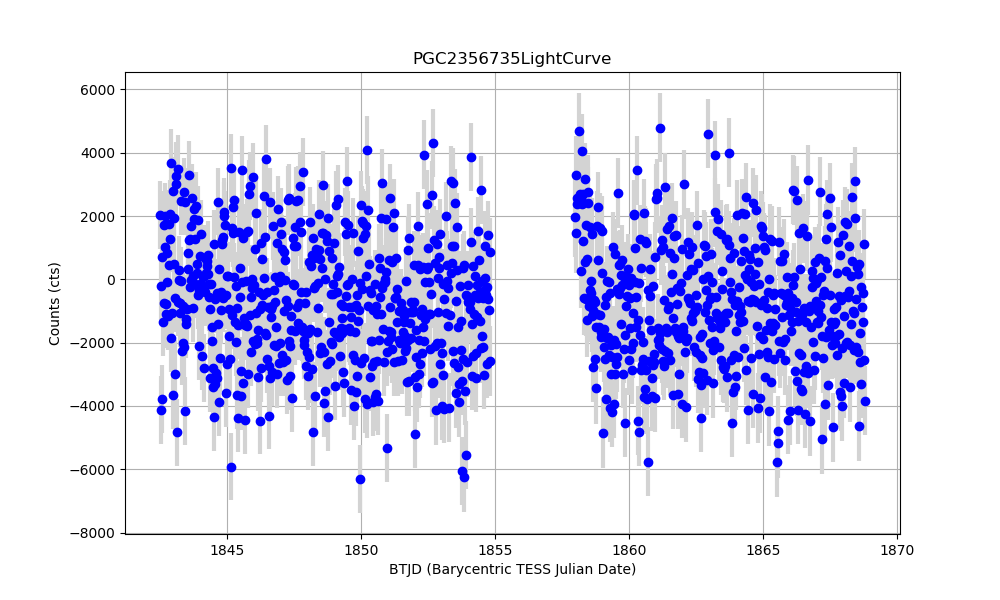 PGC2356735LightCurve
6000
4000
2000
0
−2000
−4000
−6000
−8000
Counts (cts)
1845 1850 1855 1860 1865 1870
BTJD (Barycentric TESS Julian Date)